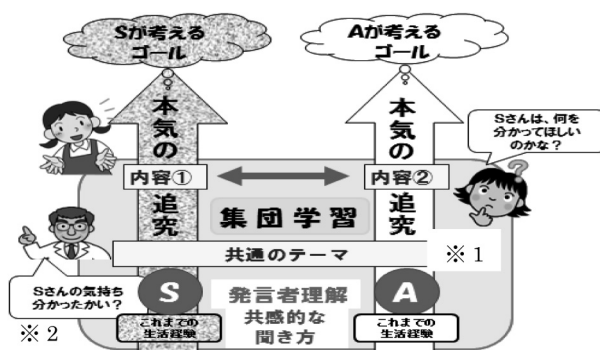 Sが考える
ゴール
Aが考える
ゴール
本気の
追究
本気の
追究
Sさんは、何を
分かってほしい
のかな?
?
内容①
内容②
集団学習
共通のテーマ
※1
Sさんの気持ち
分かったかい?
※2
S
A
発言者理解
共感的な
聞き方
これまでの
生活経験
これまでの
生活経験